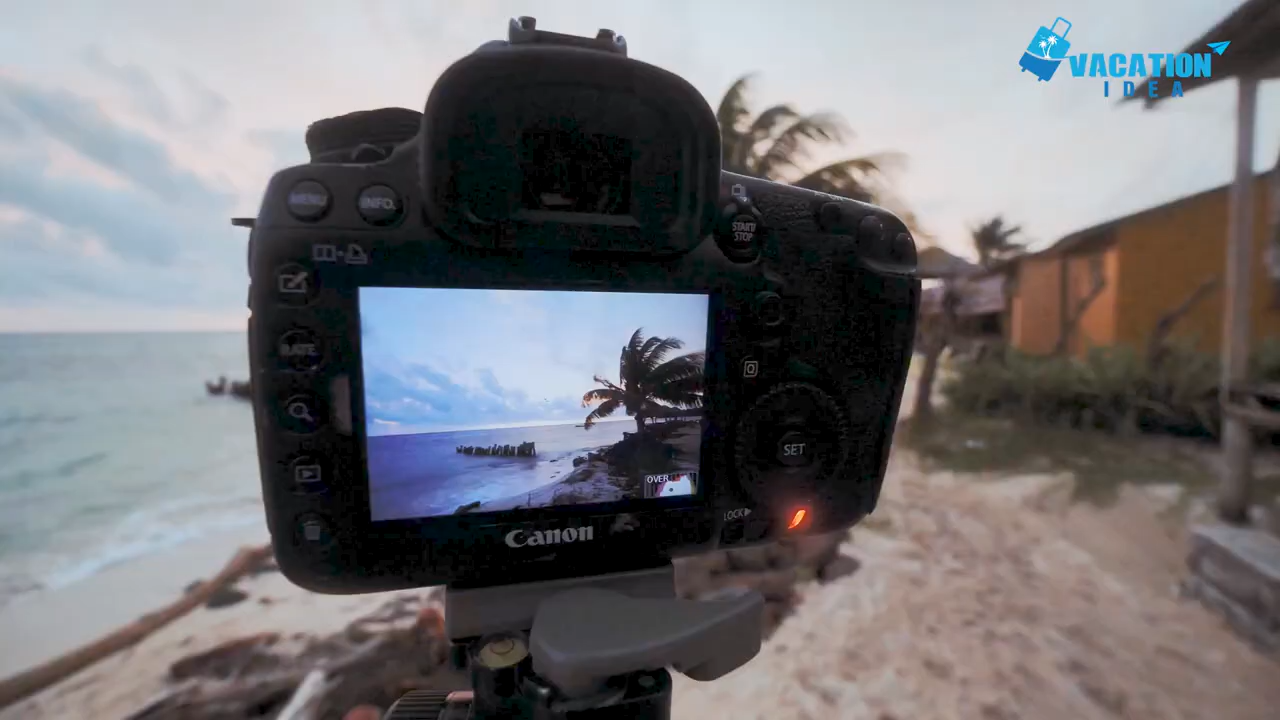 VACATION
IDEA
MENU
INFO.
START/
STOP
RATE
Q
SET
OVER
LOCK
Canon